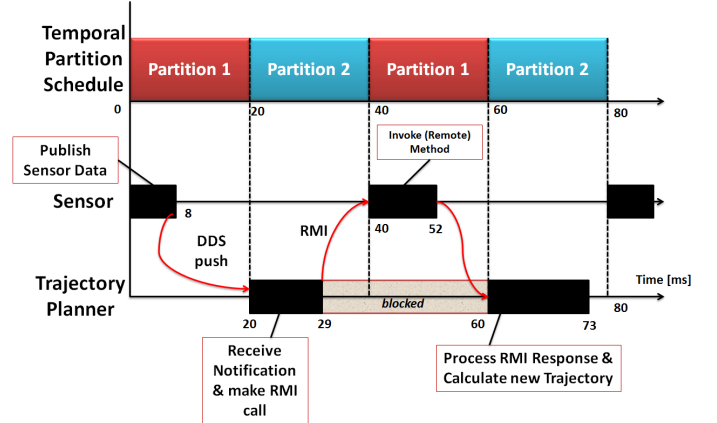 Temporal
Partition
Schedule
Partition 1
Partition 2
Partition 1
Partition 2
0
20
40
60
80
Publish
Sensor Data
Invoke (Remote)
Method
Sensor
8
40
52
DDS
push
RMI
Trajectory
Planner
blocked
Time [ms]
20
29
60
73
80
Receive
Notification
& make RMI
call
Process RMI Response &
Calculate new Trajectory